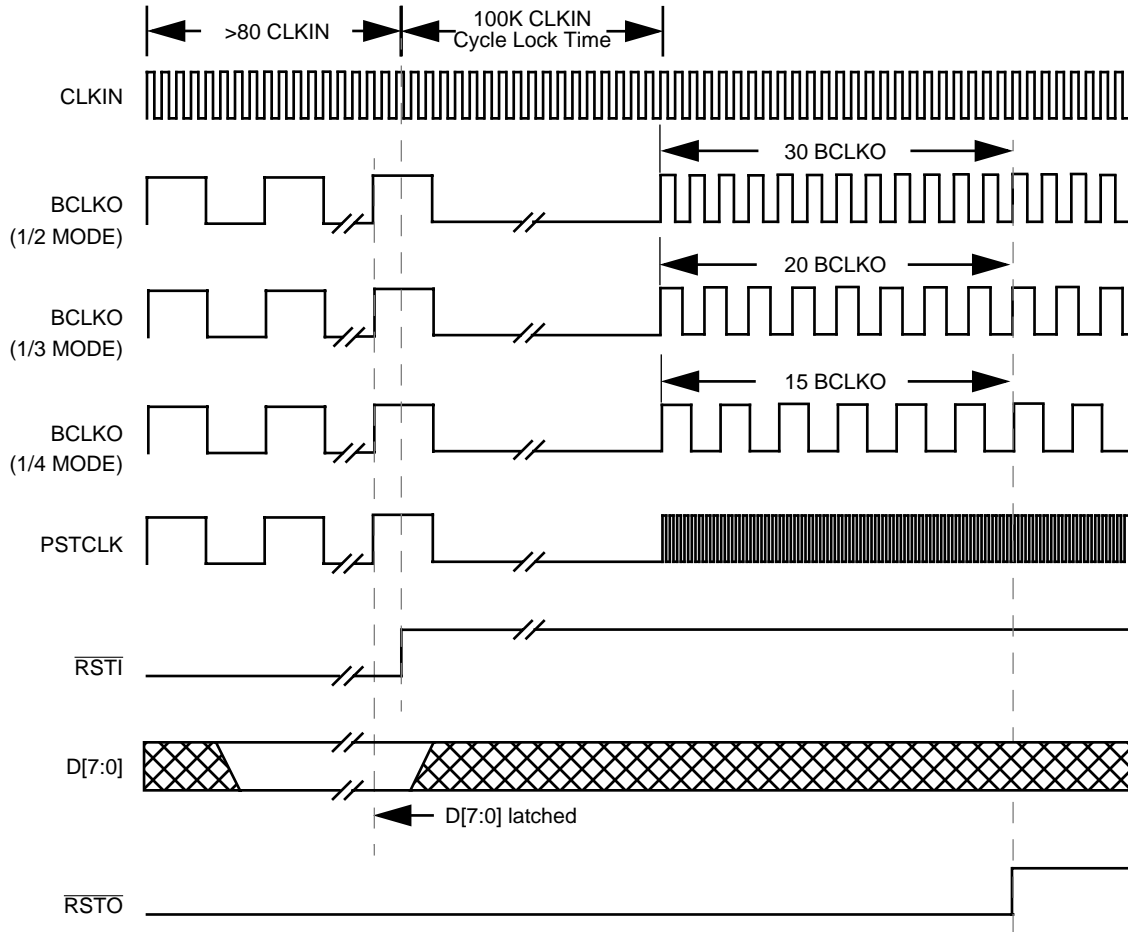 >80 CLKIN
100K CLKIN
Cycle Lock Time
CLKIN
30 BCLKO
BCLKO
(1/2 MODE)
20 BCLKO
BCLKO
(1/3 MODE)
15 BCLKO
BCLKO
(1/4 MODE)
PSTCLK
RSTI
D[7:0]
D[7:0] latched
RSTO